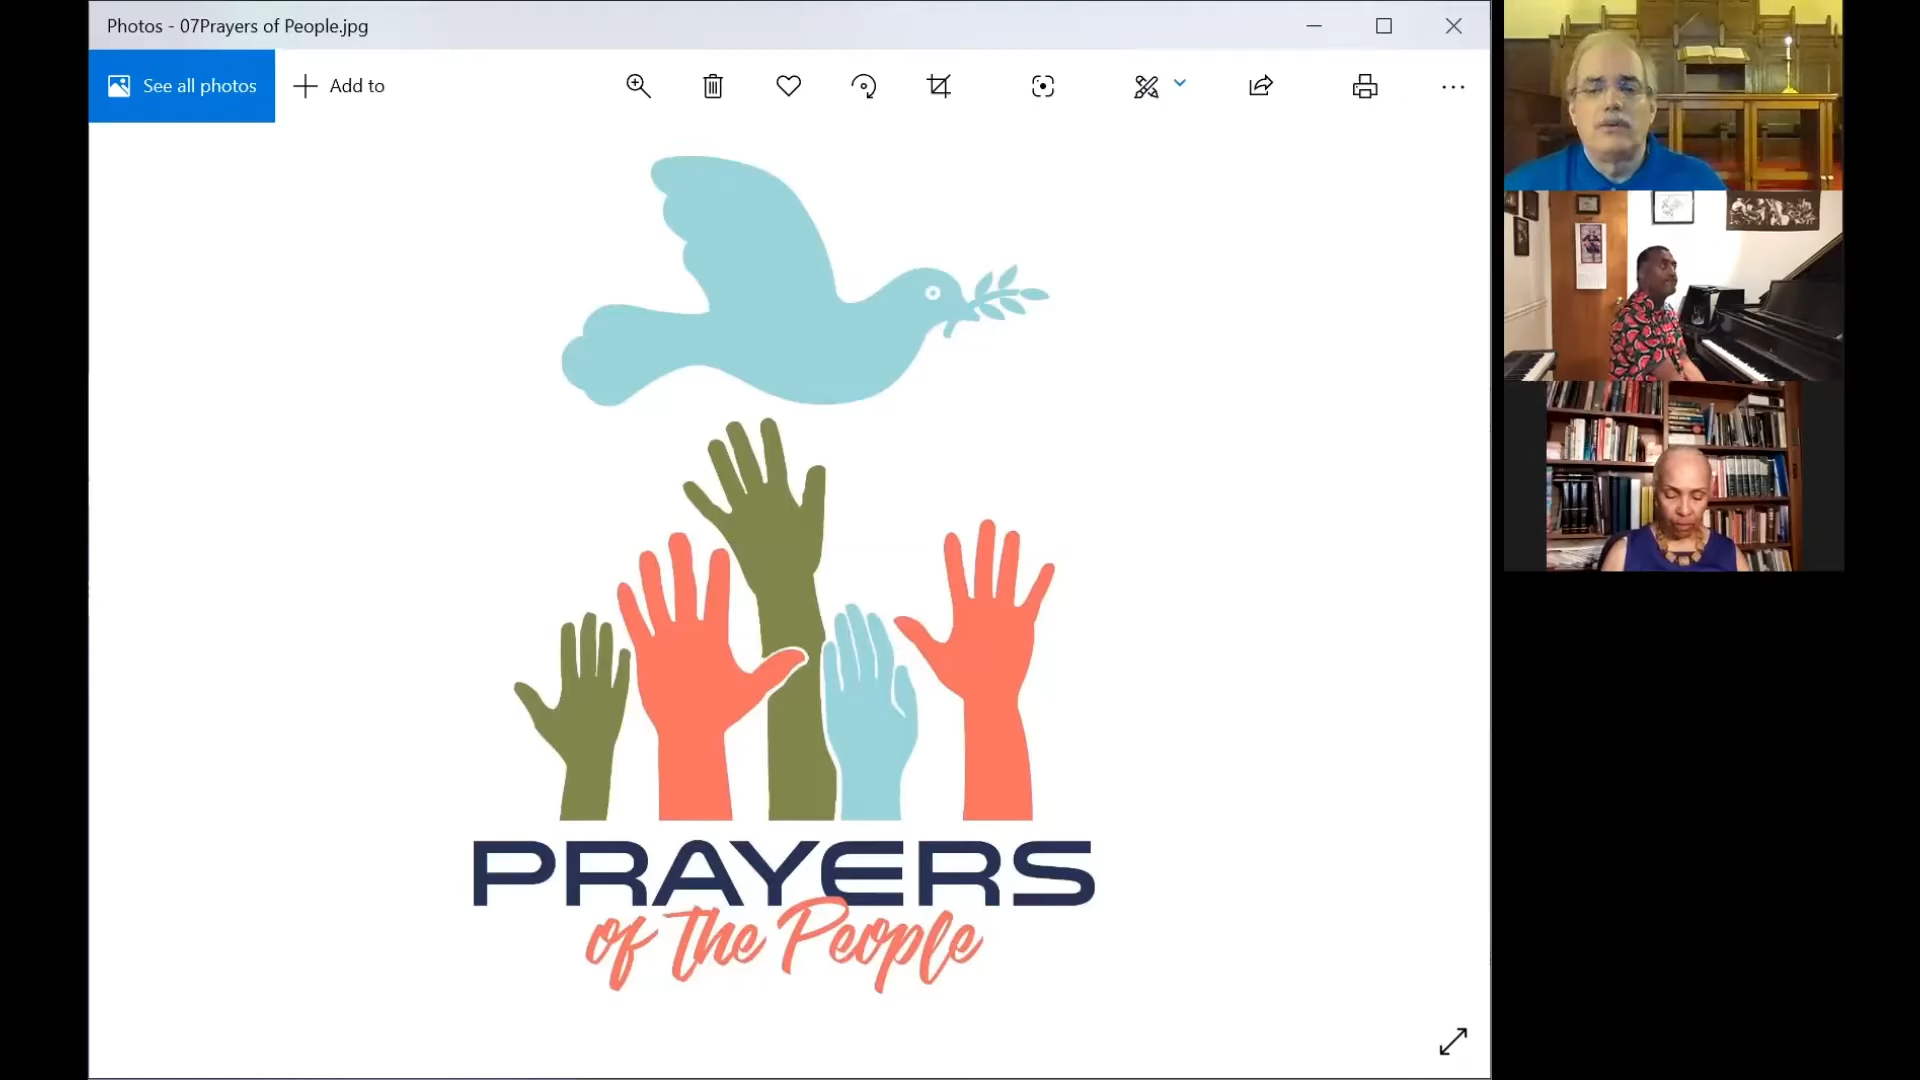 Photos - 07Prayers of People.jpg
See all photos
Add to
PRAYERS
of the People